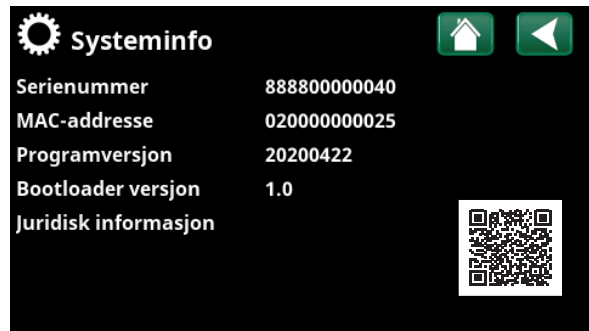 Systeminfo
Serienummer 888800000040
MAC-addresse 020000000025
Programversjon 20200422
Bootloader versjon 1.0
Juridisk informasjon